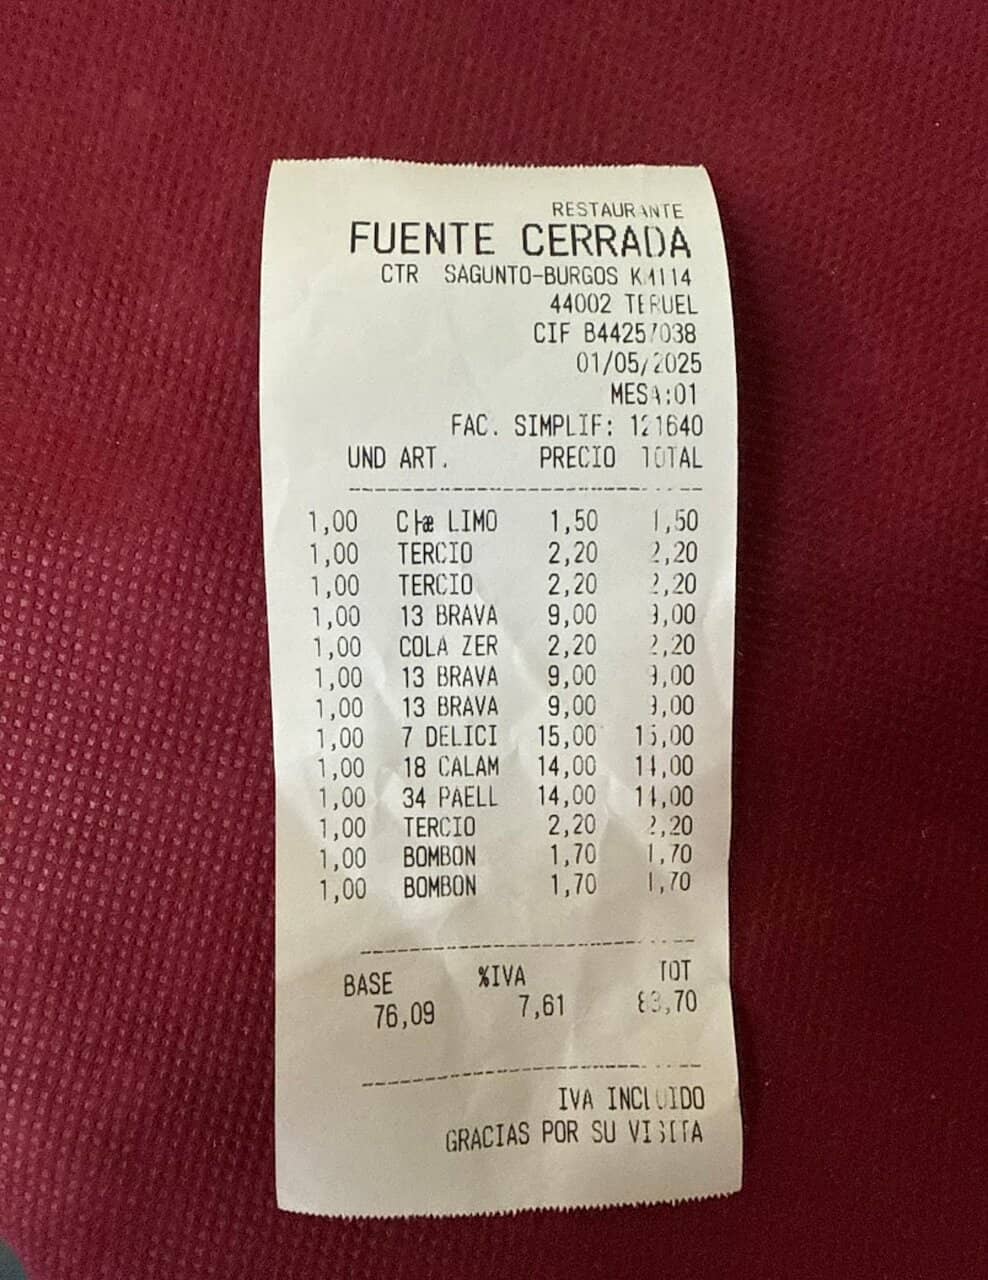 RESTAURANTE
FUENTE CERRADA
CTR SAGUNTO-BURGOS KM114
44002 TERUEL
CIF B44257038
01/05/2025
MESA:01
FAC. SIMPLIF: 121640
UND ART. PRECIO TOTAL
1,00 LIMO 1,50 1,50
1,00 TERCIO 2,20 2,20
1,00 TERCIO 2,20 2,20
1,00 13 BRAVA 9,00 9,00
1,00 COLA ZER 2,20 2,20
1,00 13 BRAVA 9,00 9,00
1,00 13 BRAVA 9,00 9,00
1,00 7 DELICI 15,00 15,00
1,00 18 CALAM 14,00 14,00
1,00 34 PAELL 14,00 14,00
1,00 TERCIO 2,20 2,20
1,00 BOMBON 1,70 1,70
1,00 BOMBON 1,70 1,70
BASE %IVA TOT
76,09 7,61 83,70
IVA INCLUIDO
GRACIAS POR SU VISITA